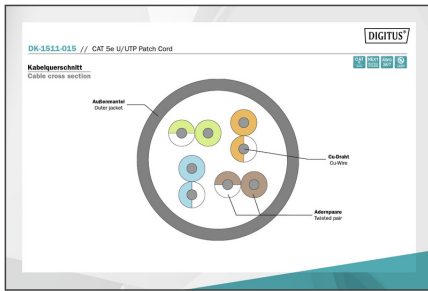 DIGITUS®
DK-1511-015 // CAT 5e U/UTP Patch Cord
Kabelquerschnitt
Cable cross section
Außenmantel
Outer jacket
Cu-Draht
Cu-Wire
Adernpaare
Twisted pair